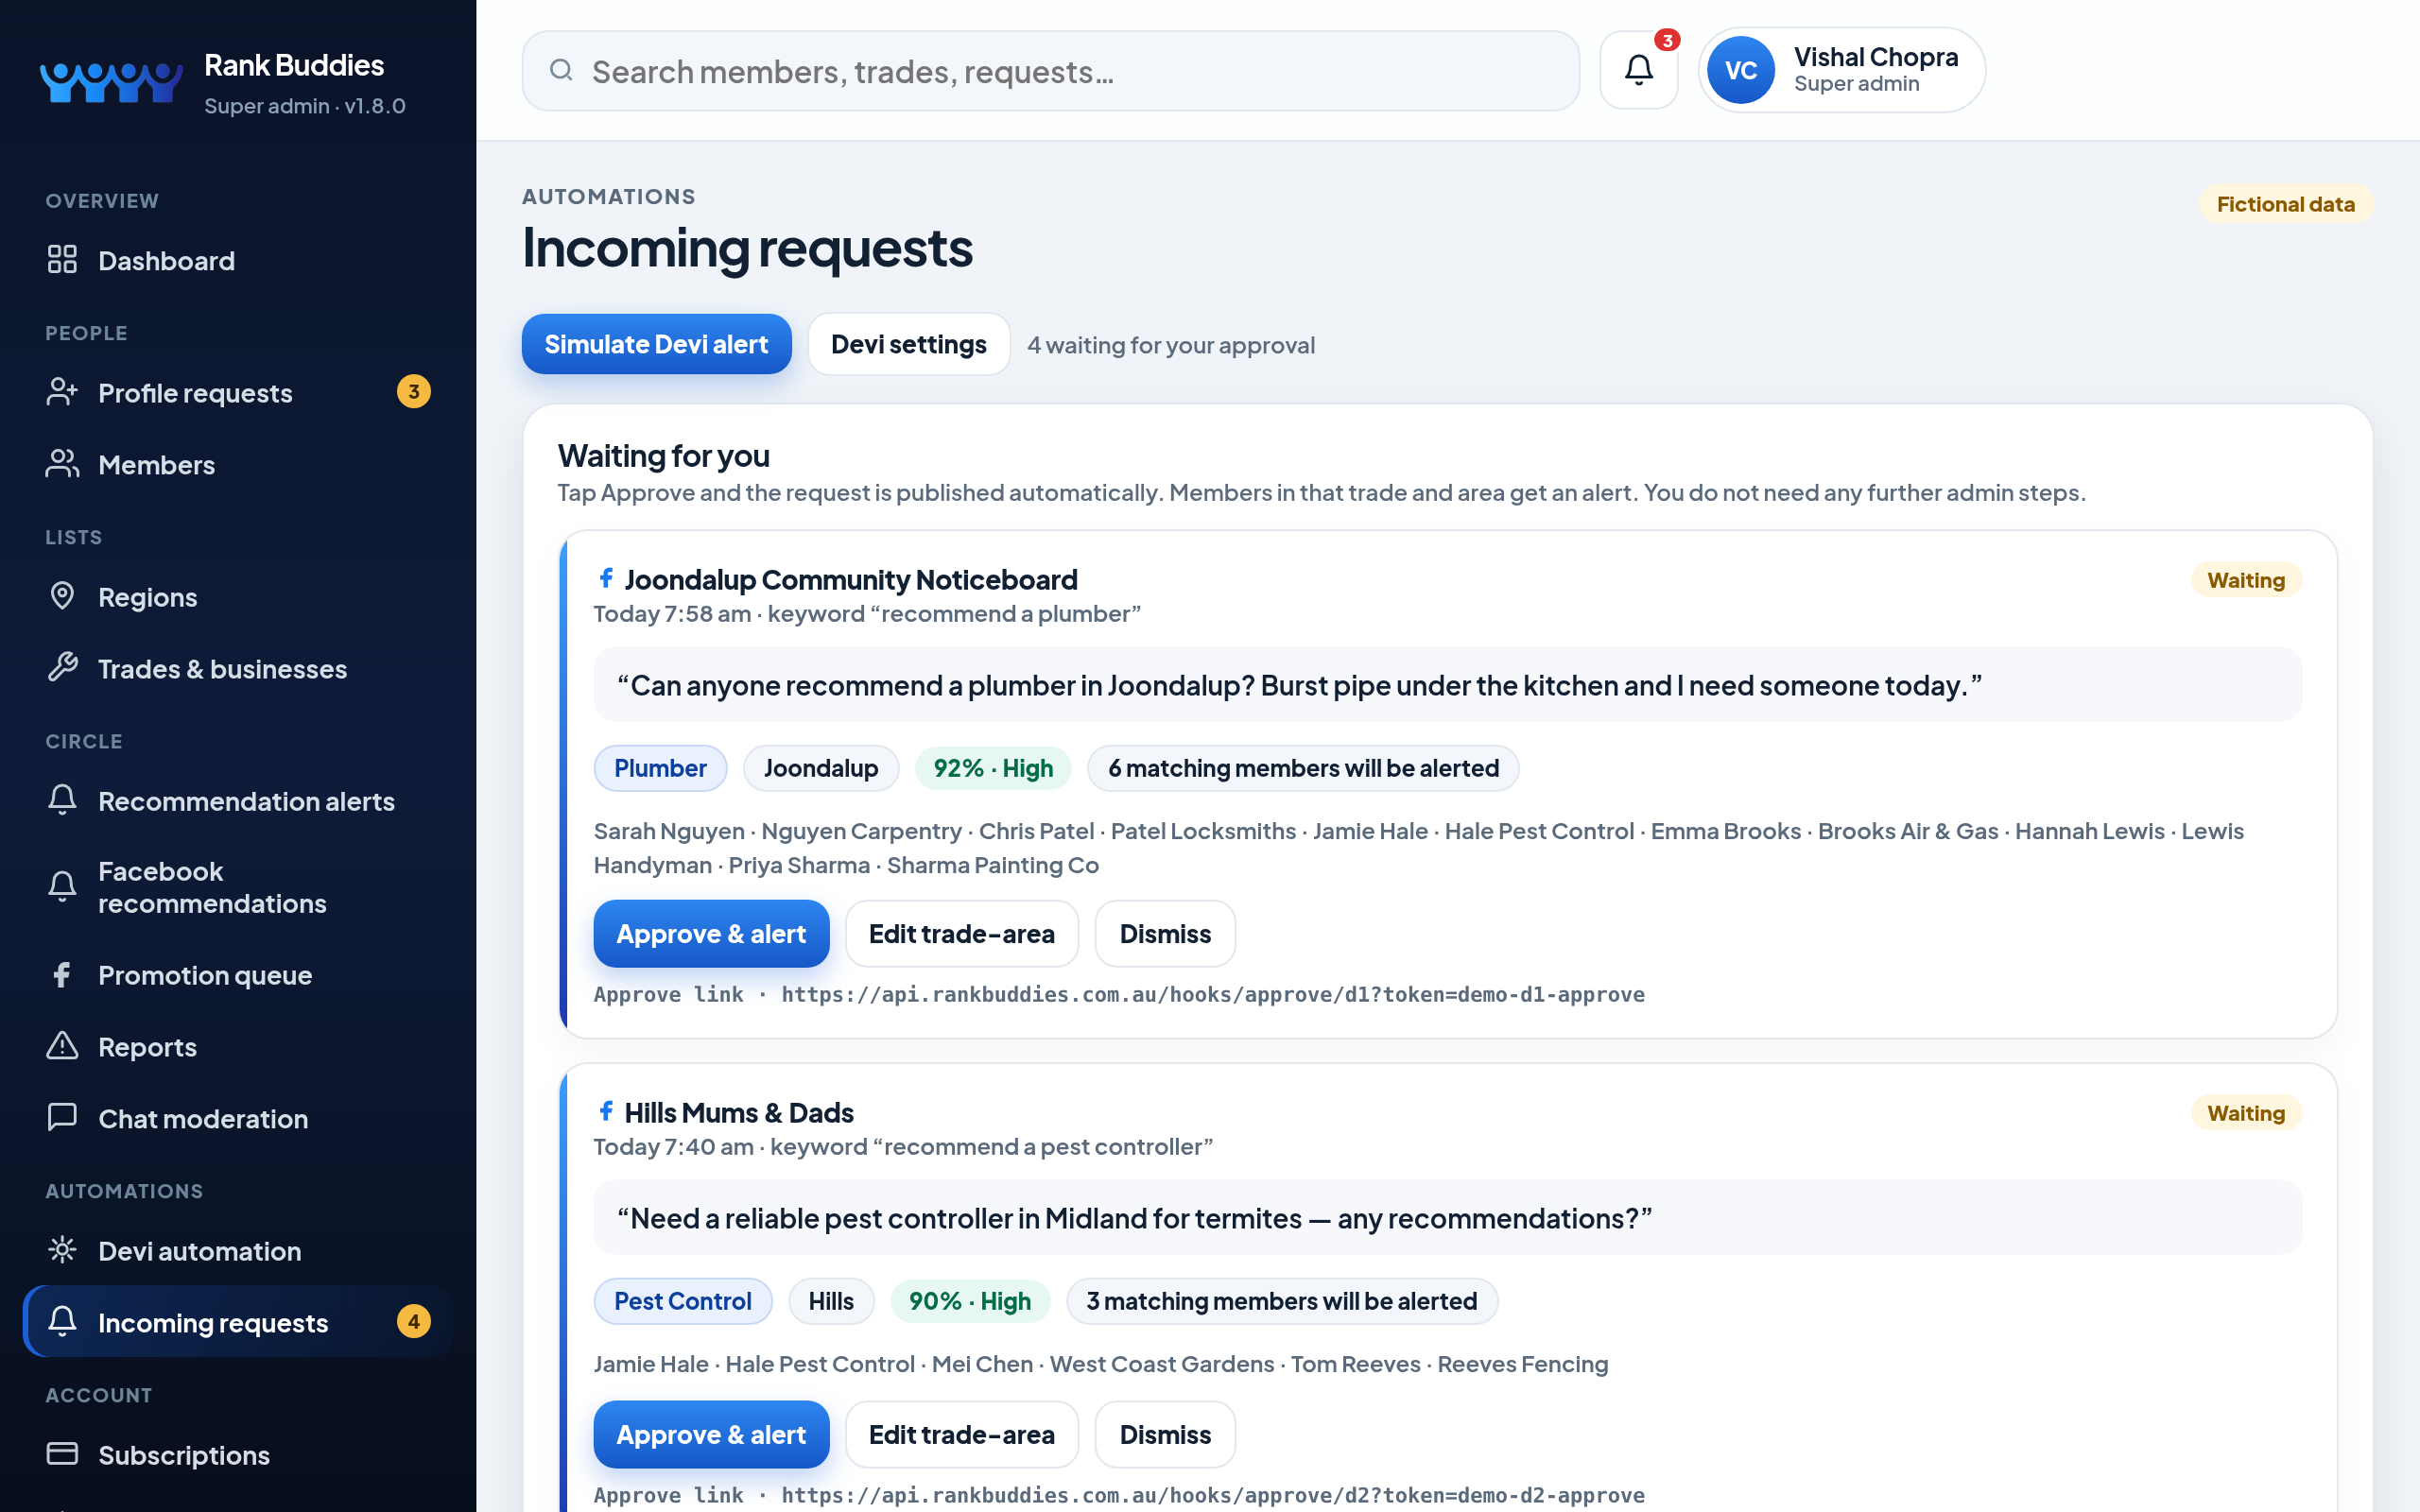 Rank Buddies
Super admin · v1.8.0
OVERVIEW
Dashboard
PEOPLE
Profile requests 3
Members
LISTS
Regions
Trades & businesses
CIRCLE
Recommendation alerts
Facebook
recommendations
Promotion queue
Reports
Chat moderation
AUTOMATIONS
Devi automation
Incoming requests 4
ACCOUNT
Subscriptions
Search members, trades, requests…
3
VC
Vishal Chopra
Super admin
AUTOMATIONS
Fictional data
Incoming requests
Simulate Devi alert Devi settings 4 waiting for your approval
Waiting for you
Tap Approve and the request is published automatically. Members in that trade and area get an alert. You do not need any further admin steps.
Joondalup Community Noticeboard Waiting
Today 7:58 am · keyword “recommend a plumber”
“Can anyone recommend a plumber in Joondalup? Burst pipe under the kitchen and I need someone today.”
Plumber Joondalup 92% · High 6 matching members will be alerted
Sarah Nguyen · Nguyen Carpentry · Chris Patel · Patel Locksmiths · Jamie Hale · Hale Pest Control · Emma Brooks · Brooks Air & Gas · Hannah Lewis · Lewis
Handyman · Priya Sharma · Sharma Painting Co
Approve & alert Edit trade-area Dismiss
Approve link · https://api.rankbuddies.com.au/hooks/approve/d1?token=demo-d1-approve
Hills Mums & Dads Waiting
Today 7:40 am · keyword “recommend a pest controller”
“Need a reliable pest controller in Midland for termites — any recommendations?”
Pest Control Hills 90% · High 3 matching members will be alerted
Jamie Hale · Hale Pest Control · Mei Chen · West Coast Gardens · Tom Reeves · Reeves Fencing
Approve & alert Edit trade-area Dismiss
Approve link · https://api.rankbuddies.com.au/hooks/approve/d2?token=demo-d2-approve